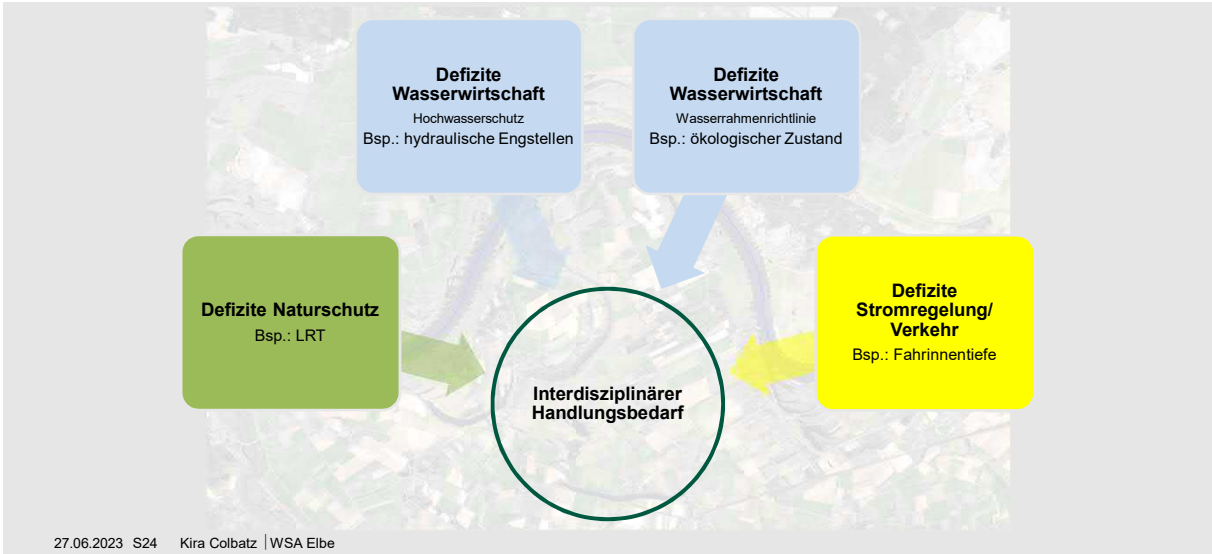 Defizite
Wasserwirtschaft
Hochwasserschutz
Bsp.: hydraulische Engstellen
Defizite
Wasserwirtschaft
Wasserrahmenrichtlinie
Bsp.: ökologischer Zustand
Defizite Naturschutz
Bsp.: LRT
Defizite
Stromregelung/
Verkehr
Bsp.: Fahrinnentiefe
Interdisziplinärer
Handlungsbedarf
27.06.2023 S24 Kira Colbatz | WSA Elbe